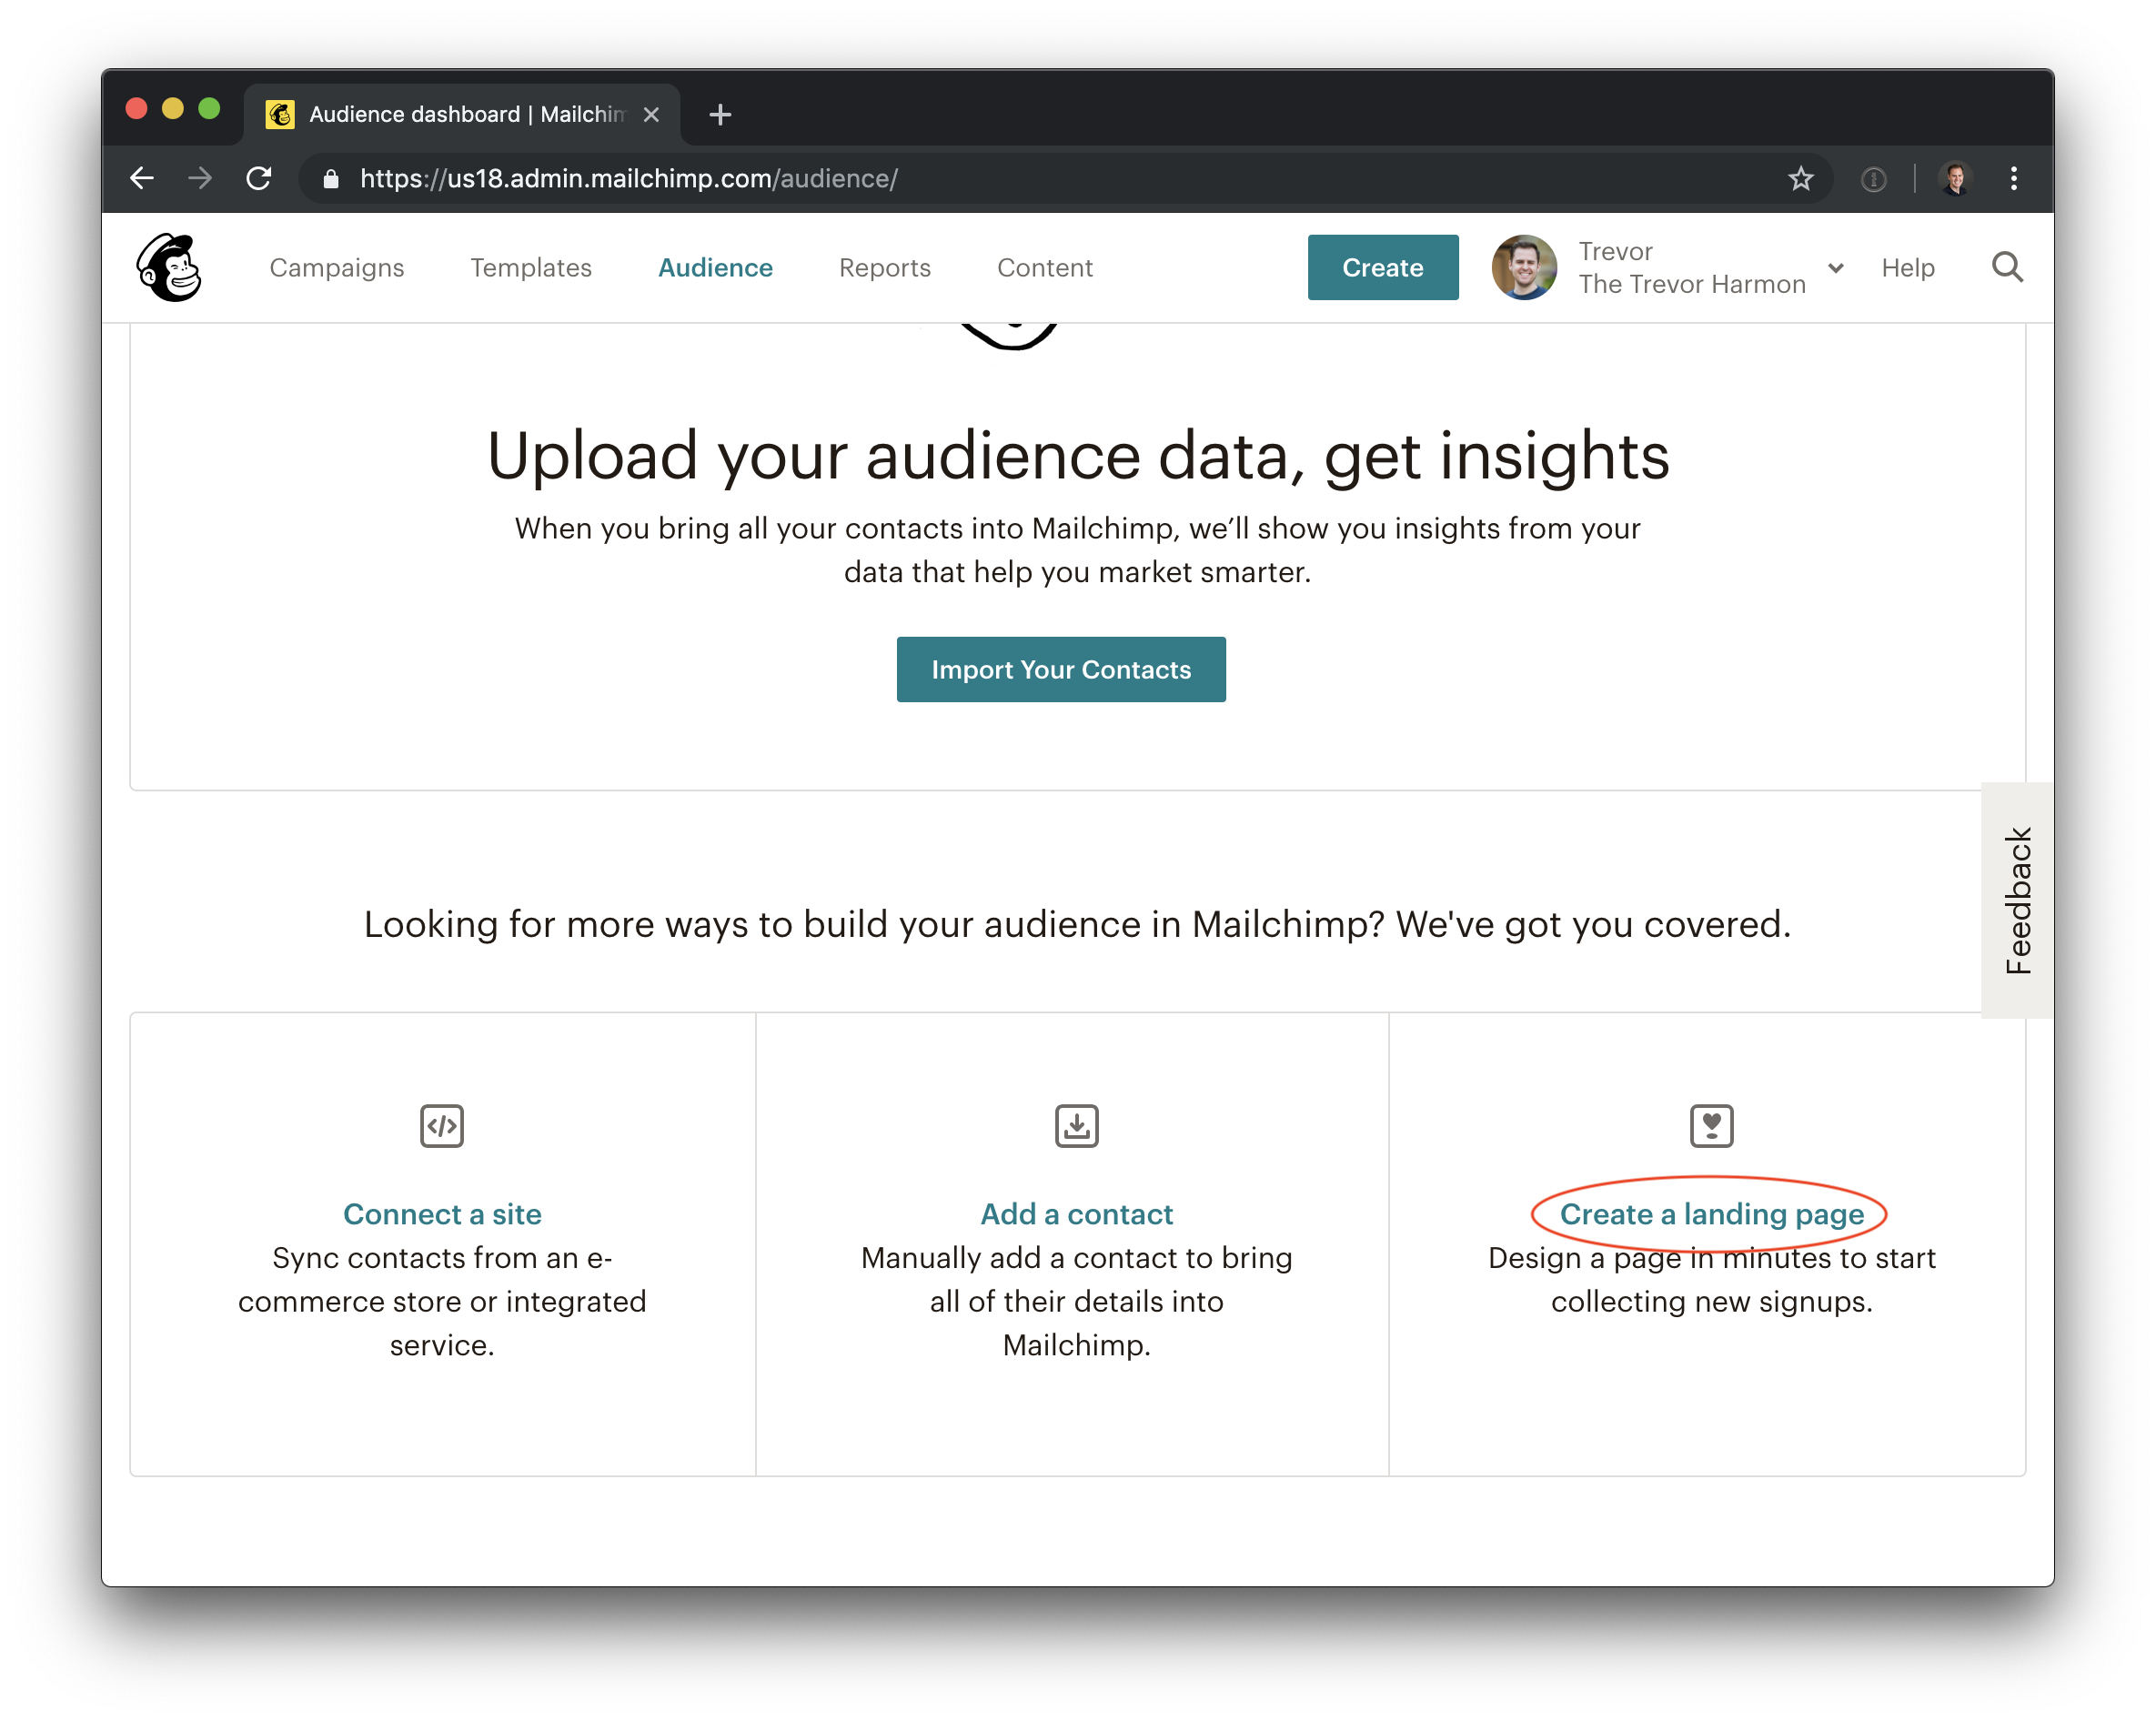 Audience dashboard | Mailchim
https://us18.admin.mailchimp.com/audience/
Campaigns
Templates
Audience
Reports
Content
Create
Trevor
The Trevor Harmon
Help
Upload your audience data, get insights
When you bring all your contacts into Mailchimp, we’ll show you insights from your
data that help you market smarter.
Import Your Contacts
Feedback
Looking for more ways to build your audience in Mailchimp? We've got you covered.
Connect a site
Sync contacts from an e-
commerce store or integrated
service.
Add a contact
Manually add a contact to bring
all of their details into
Mailchimp.
Create a landing page
Design a page in minutes to start
collecting new signups.